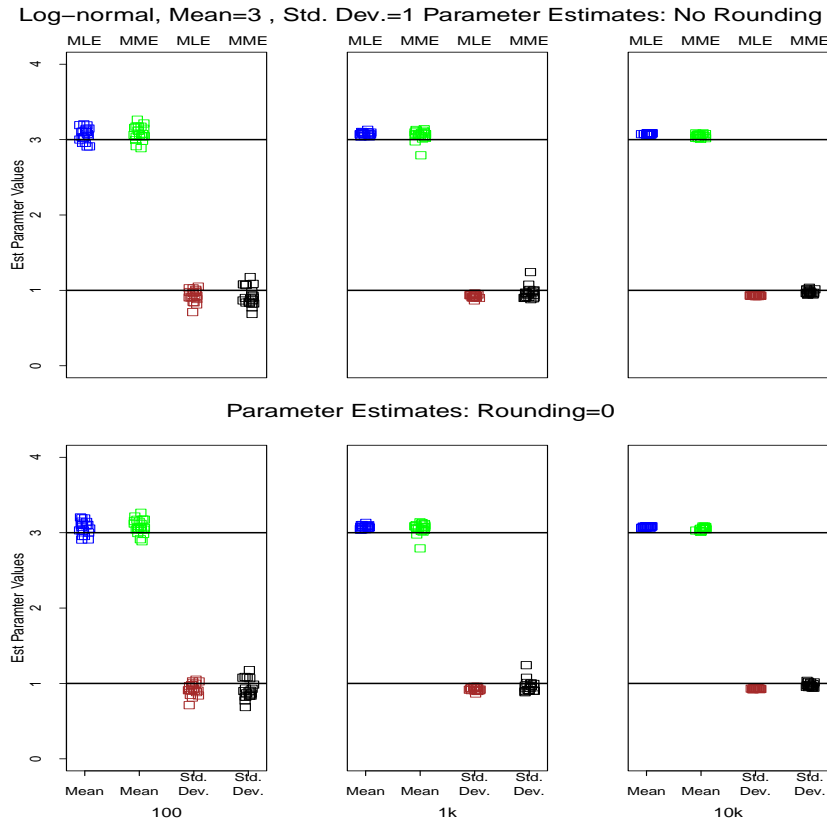 Log-normal, Mean=3 , Std. Dev.=1 Parameter Estimates: No Rounding
MLE MME MLE MME
MLE MME MLE MME
MLE MME MLE MME
Est Paramter Values
0 1 2 3 4
Parameter Estimates: Rounding=0
Est Paramter Values
0 1 2 3 4
Mean Mean Std. Dev. Std. Dev.
100
Mean Mean Std. Dev. Std. Dev.
1k
Mean Mean Std. Dev. Std. Dev.
10k